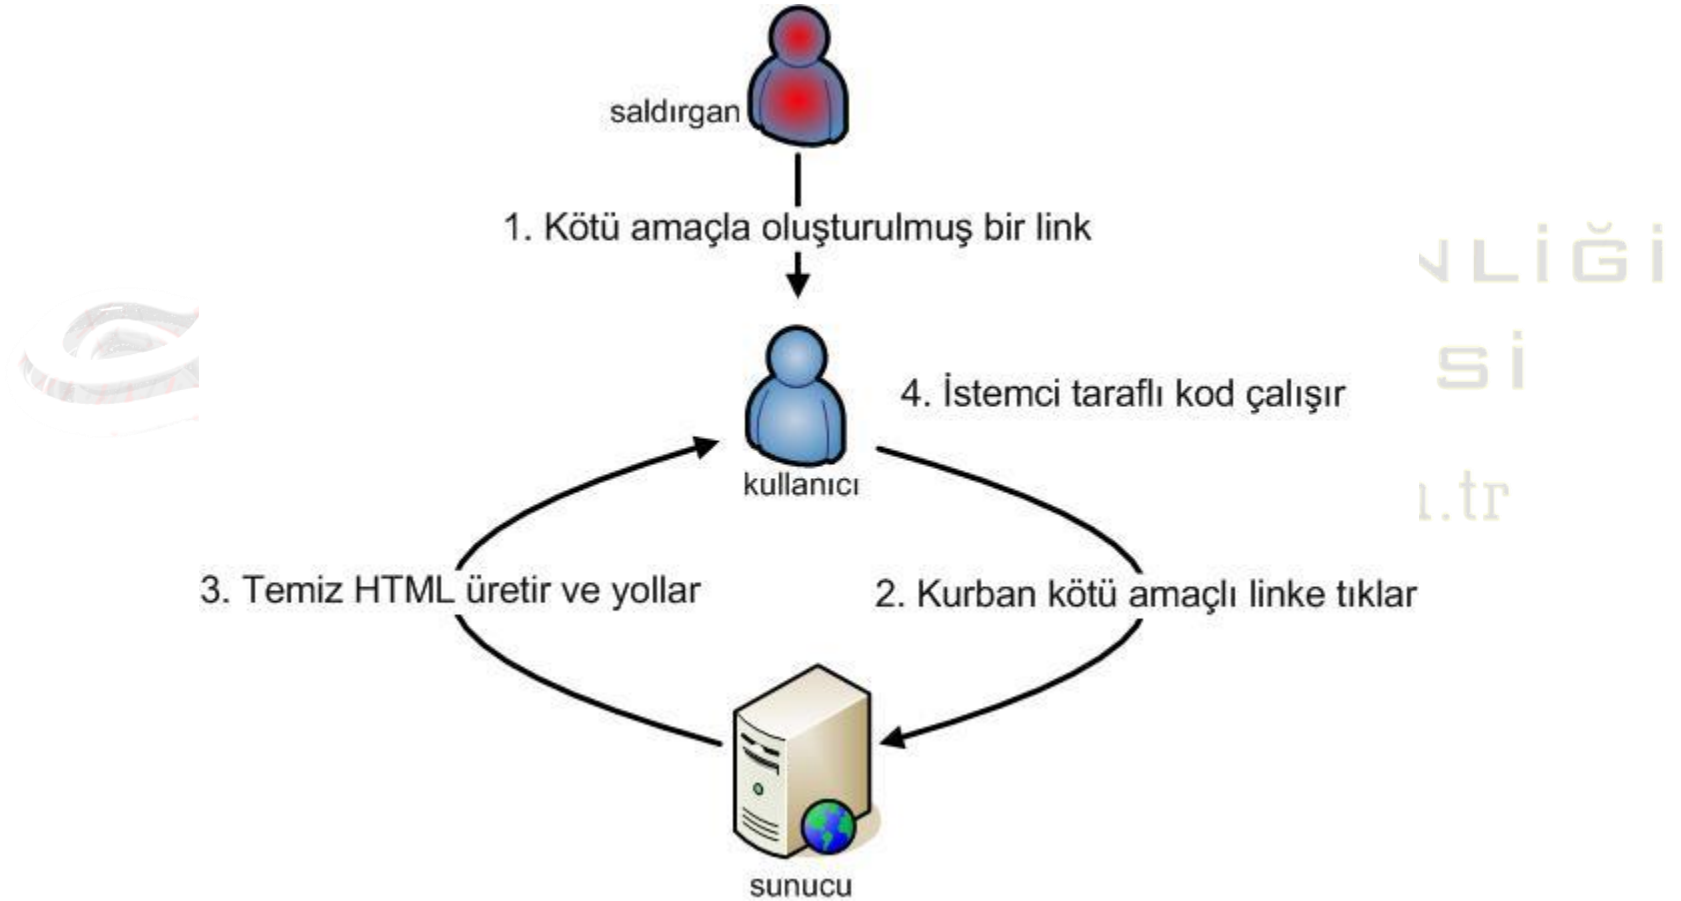 saldırgan
1. Kötü amaçla oluşturulmuş bir link
4. İstemci taraflı kod çalışır
kullanıcı
3. Temiz HTML üretir ve yollar
2. Kurban kötü amaçlı linke tıklar
sunucu